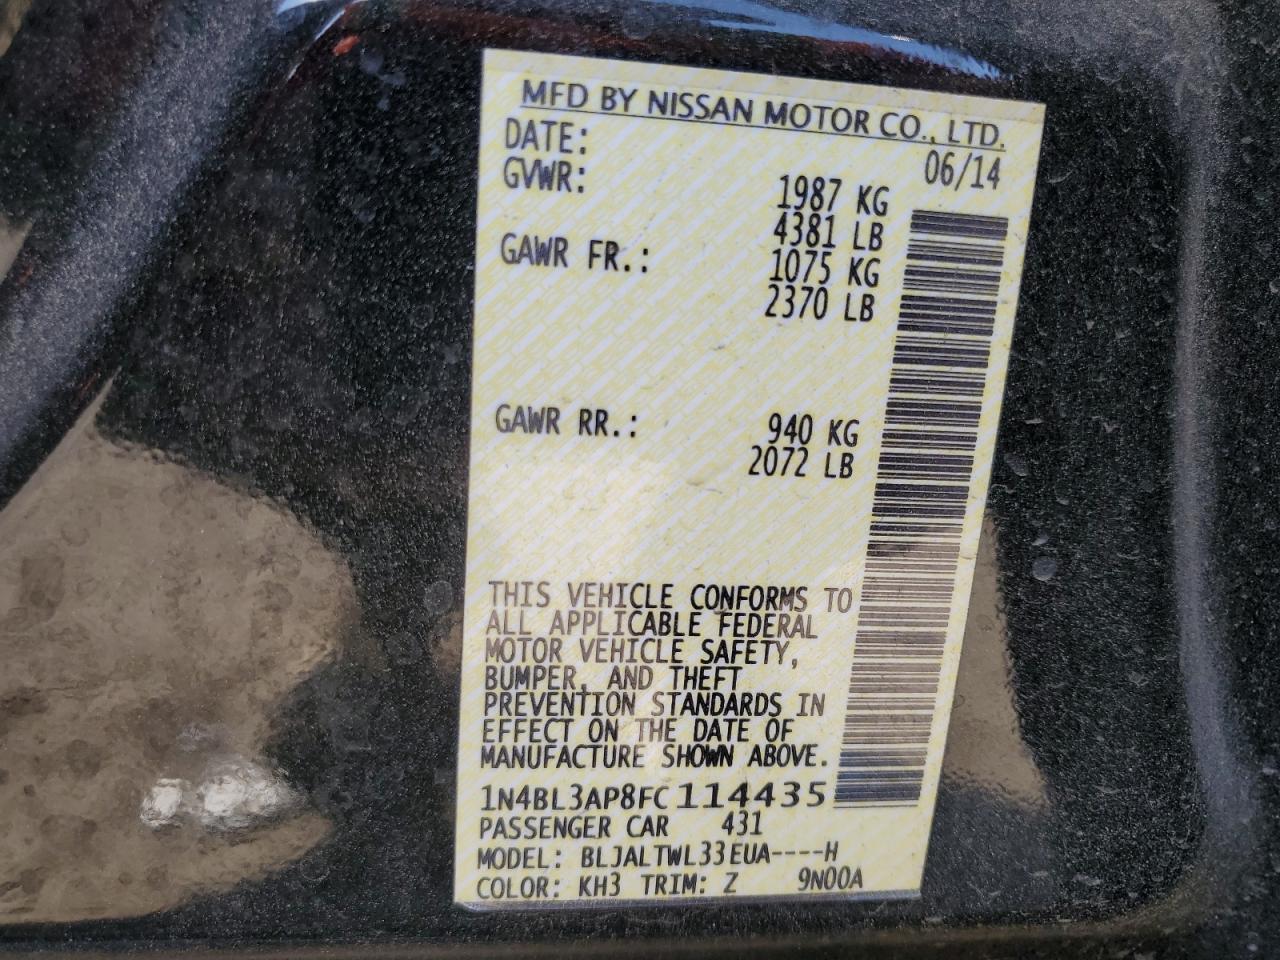 MFD BY NISSAN MOTOR CO., LTD.
DATE: 06/14
GVWR: 1987 KG
4381 LB
GAWR FR.: 1075 KG
2370 LB
GAWR RR.: 940 KG
2072 LB
THIS VEHICLE CONFORMS TO
ALL APPLICABLE FEDERAL
MOTOR VEHICLE SAFETY,
BUMPER, AND THEFT
PREVENTION STANDARDS IN
EFFECT ON THE DATE OF
MANUFACTURE SHOWN ABOVE.
1N4BL3AP8FC114435
PASSENGER CAR 431
MODEL: BLJALTWL33EUA----H
COLOR: KH3 TRIM: Z 9N00A